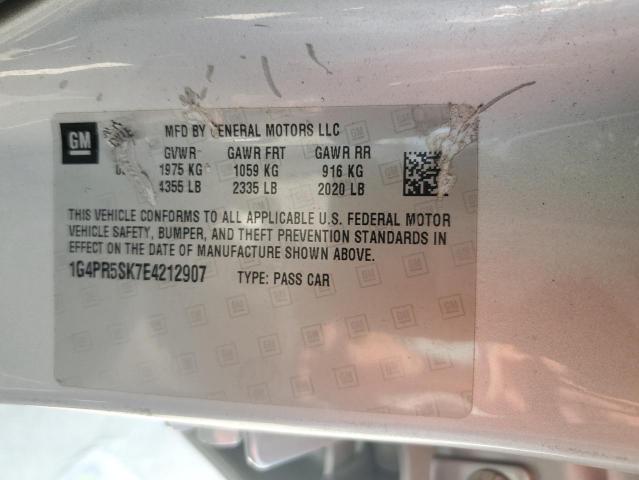 GM
MFD BY GENERAL MOTORS LLC
GVWR GAWR FRT GAWR RR
1975 KG 1059 KG 916 KG
4355 LB 2335 LB 2020 LB
THIS VEHICLE CONFORMS TO ALL APPLICABLE U.S. FEDERAL MOTOR
VEHICLE SAFETY, BUMPER, AND THEFT PREVENTION STANDARDS IN
EFFECT ON THE DATE OF MANUFACTURE SHOWN ABOVE.
1G4PR5SK7E4212907 TYPE: PASS CAR